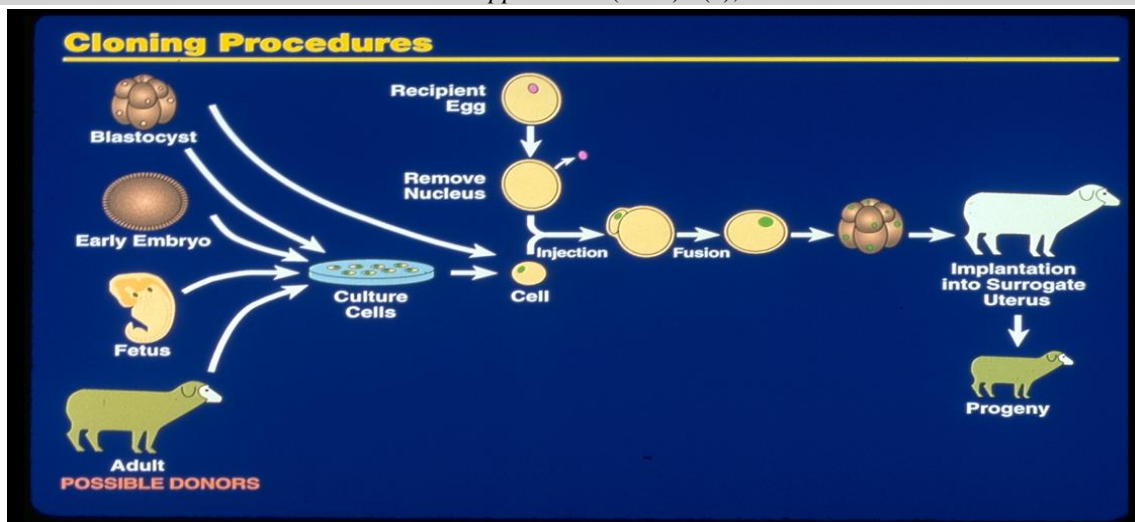 Cloning Procedures
Blastocyst
Early Embryo
Fetus
Adult
POSSIBLE DONORS
Culture
Cells
Recipient
Egg
Remove
Nucleus
Injection
Cell
Fusion
Implantation
into Surrogate
Uterus
Progeny